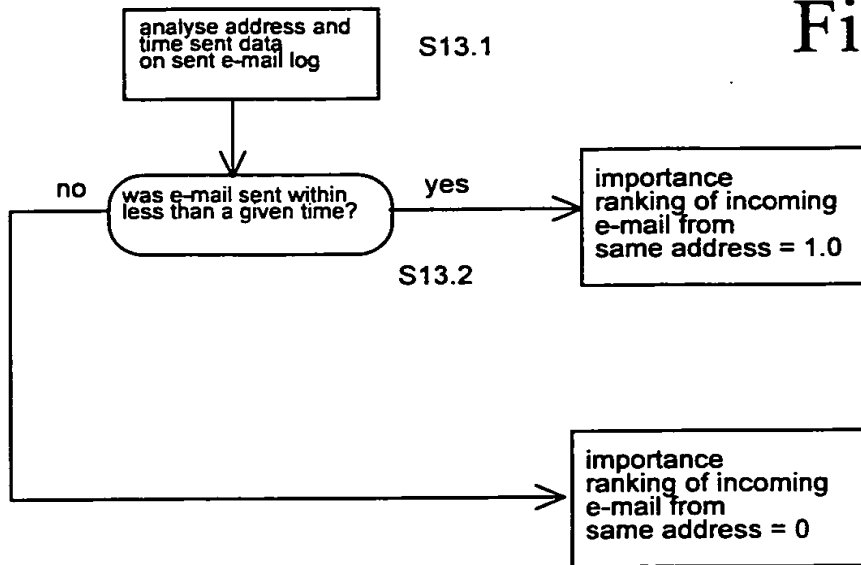 analyse address and
time sent data
on sent e-mail log
S13.1
Fi
no
was e-mail sent within
less than a given time?
yes
S13.2
importance
ranking of incoming
e-mail from
same address = 1.0
importance
ranking of incoming
e-mail from
same address = 0